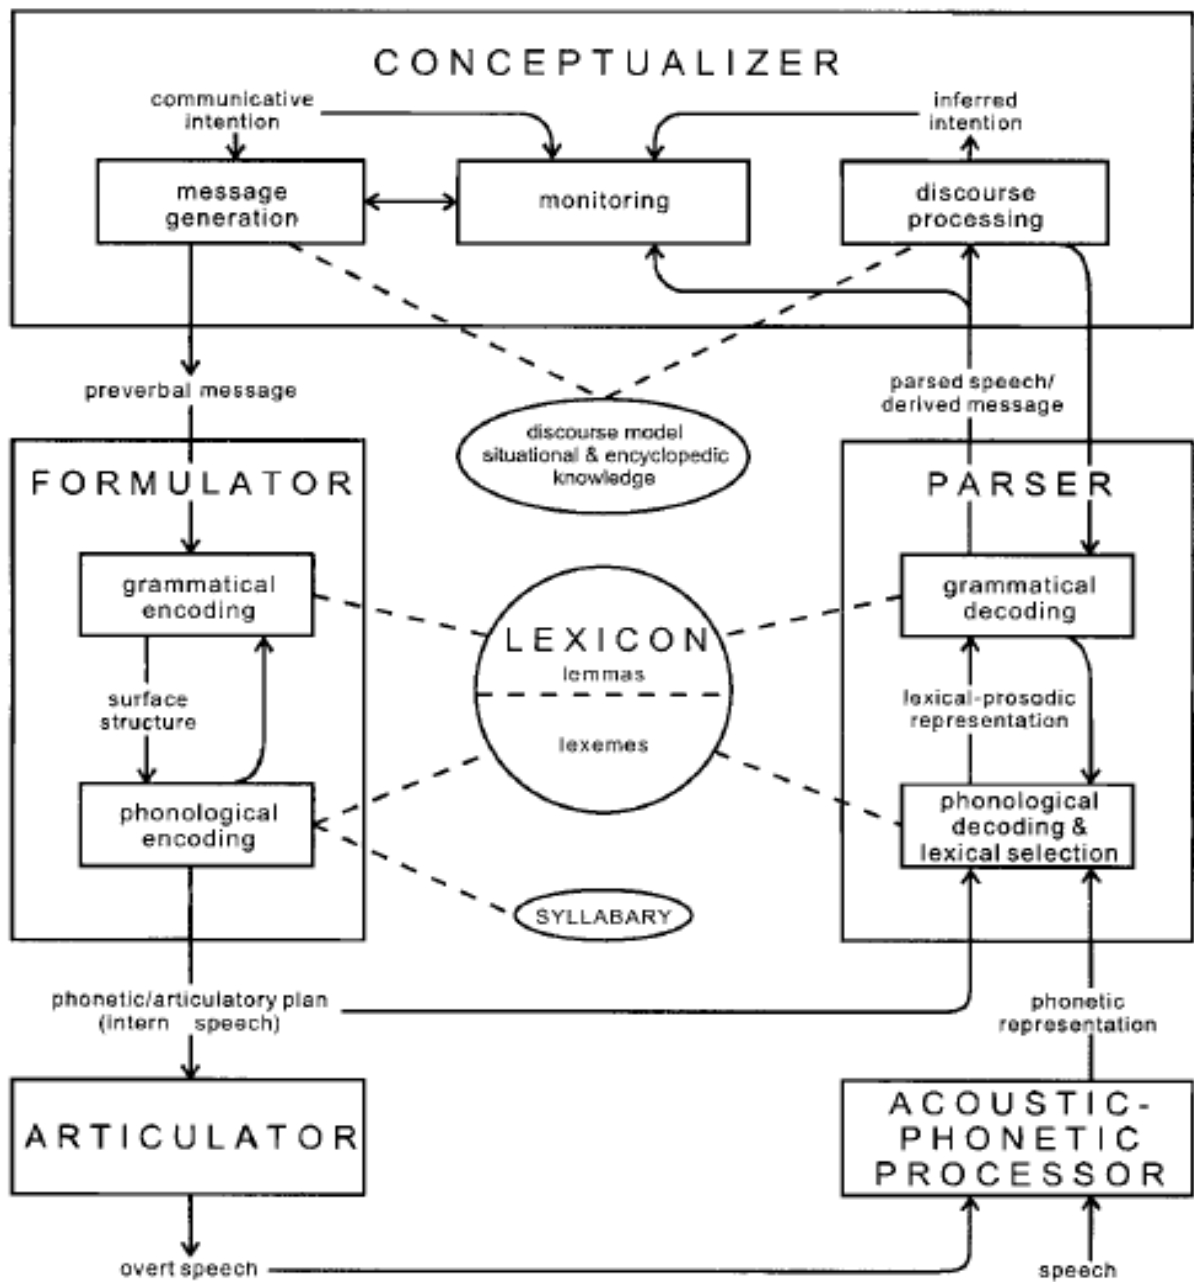 CONCEPTUALIZER
communicative
intention
inferred
intention
message
generation
monitoring
discourse
processing
preverbal message
parsed speech/
derived message
discourse model
situational & encyclopedic
knowledge
FORMULATOR
PARSER
grammatical
encoding
grammatical
decoding
LEXICON
lemmas
lexemes
surface
structure
lexical-prosodic
representation
phonological
encoding
phonological
decoding &
lexical selection
SYLLABARY
phonetic/articulatory plan
(intern speech)
phonetic
representation
ARTICULATOR
ACOUSTIC-
PHONETIC
PROCESSOR
overt speech
speech